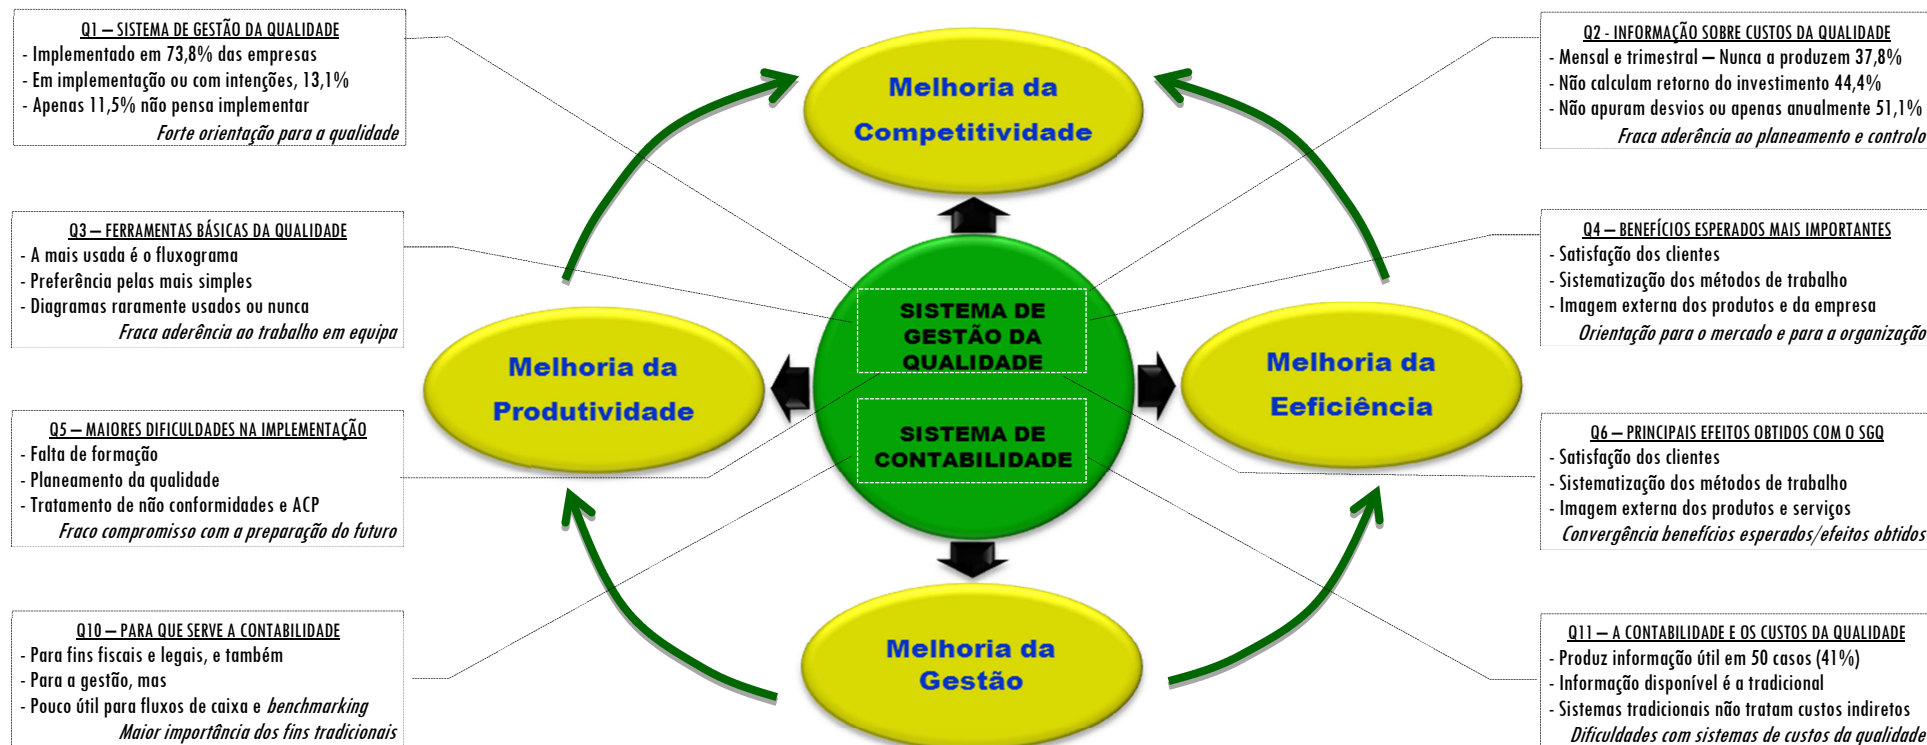 Q1 – SISTEMA DE GESTÃO DA QUALIDADE
- Implementado em 73,8% das empresas
- Em implementação ou com intenções, 13,1%
- Apenas 11,5% não pensa implementar
Forte orientação para a qualidade
Q2 - INFORMAÇÃO SOBRE CUSTOS DA QUALIDADE
- Mensal e trimestral – Nunca a produzem 37,8%
- Não calculam retorno do investimento 44,4%
- Não apuram desvios ou apenas anualmente 51,1%
Fraca aderência ao planeamento e controlo
Melhoria da
Competitividade
Q3 – FERRAMENTAS BÁSICAS DA QUALIDADE
- A mais usada é o fluxograma
- Preferência pelas mais simples
- Diagramas raramente usados ou nunca
Fraca aderência ao trabalho em equipa
Q4 – BENEFÍCIOS ESPERADOS MAIS IMPORTANTES
- Satisfação dos clientes
- Sistematização dos métodos de trabalho
- Imagem externa dos produtos e da empresa
Orientação para o mercado e para a organização
SISTEMA DE
GESTÃO DA
QUALIDADE
Melhoria da
Produtividade
Melhoria da
Eeficiência
SISTEMA DE
CONTABILIDADE
Q5 – MAIORES DIFICULDADES NA IMPLEMENTAÇÃO
- Falta de formação
- Planeamento da qualidade
- Tratamento de não conformidades e ACP
Fraco compromisso com a preparação do futuro
Q6 – PRINCIPAIS EFEITOS OBTIDOS COM O SGQ
- Satisfação dos clientes
- Sistematização dos métodos de trabalho
- Imagem externa dos produtos e serviços
Convergência benefícios esperados/efeitos obtidos
Q10 – PARA QUE SERVE A CONTABILIDADE
- Para fins fiscais e legais, e também
- Para a gestão, mas
- Pouco útil para fluxos de caixa e benchmarking
Maior importância dos fins tradicionais
Melhoria da
Gestão
Q11 – A CONTABILIDADE E OS CUSTOS DA QUALIDADE
- Produz informação útil em 50 casos (41%)
- Informação disponível é a tradicional
- Sistemas tradicionais não tratam custos indiretos
Dificuldades com sistemas de custos da qualidade